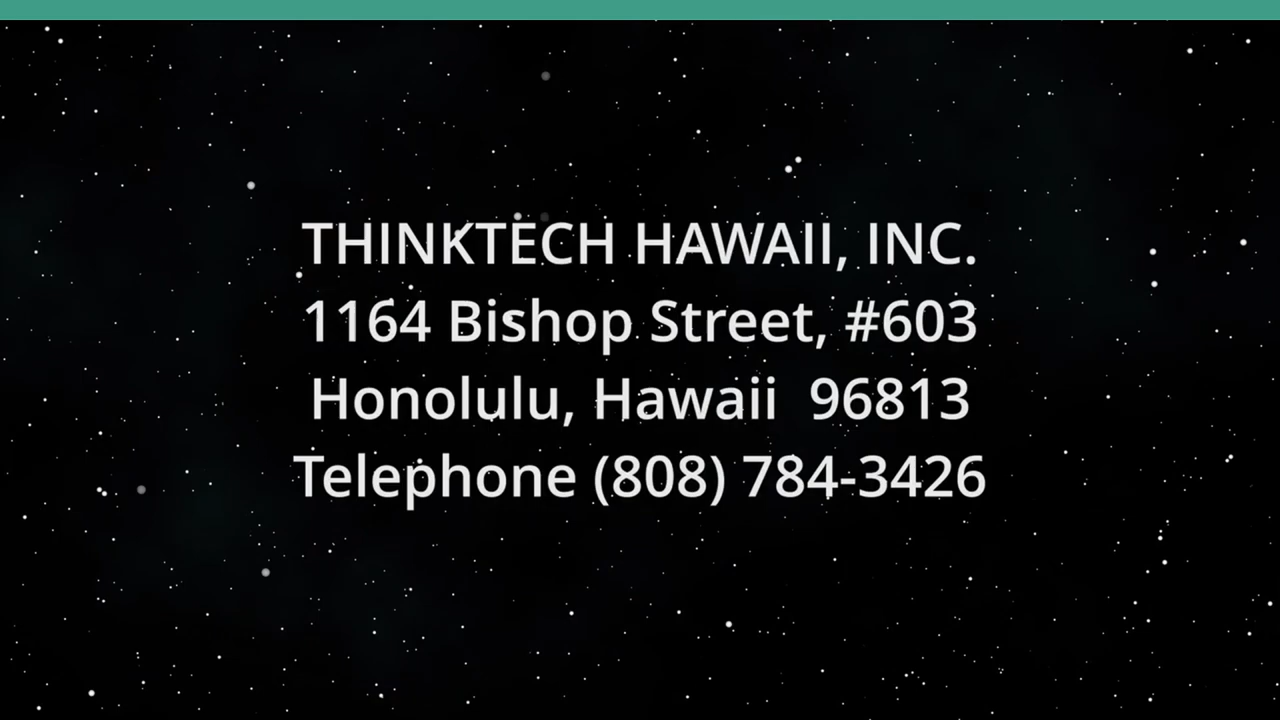 THINKTECH HAWAII, INC.
1164 Bishop Street, #603
Honolulu, Hawaii  96813
Telephone (808) 784-3426